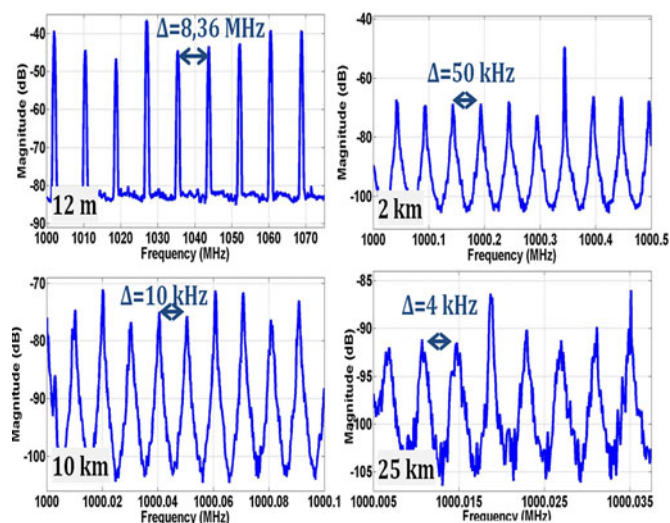 -30
-40
-50
-60
-70
-80
-90
Magnitude (dB)
Δ=8,36 MHz
12 m
1000 1010 1020 1030 1040 1050 1060 1070
Frequency (MHz)
-40
-60
-80
-100
Magnitude (dB)
Δ=50 kHz
2 km
1000 1000.1 1000.2 1000.3 1000.4 1000.5
Frequency (MHz)
-70
-80
-90
-100
Magnitude (dB)
Δ=10 kHz
10 km
1000 1000.02 1000.04 1000.06 1000.08 1000.1
Frequency (MHz)
-85
-90
-95
-100
-105
Magnitude (dB)
Δ=4 kHz
25 km
1000.005 1000.015 1000.025 1000.035
Frequency (MHz)